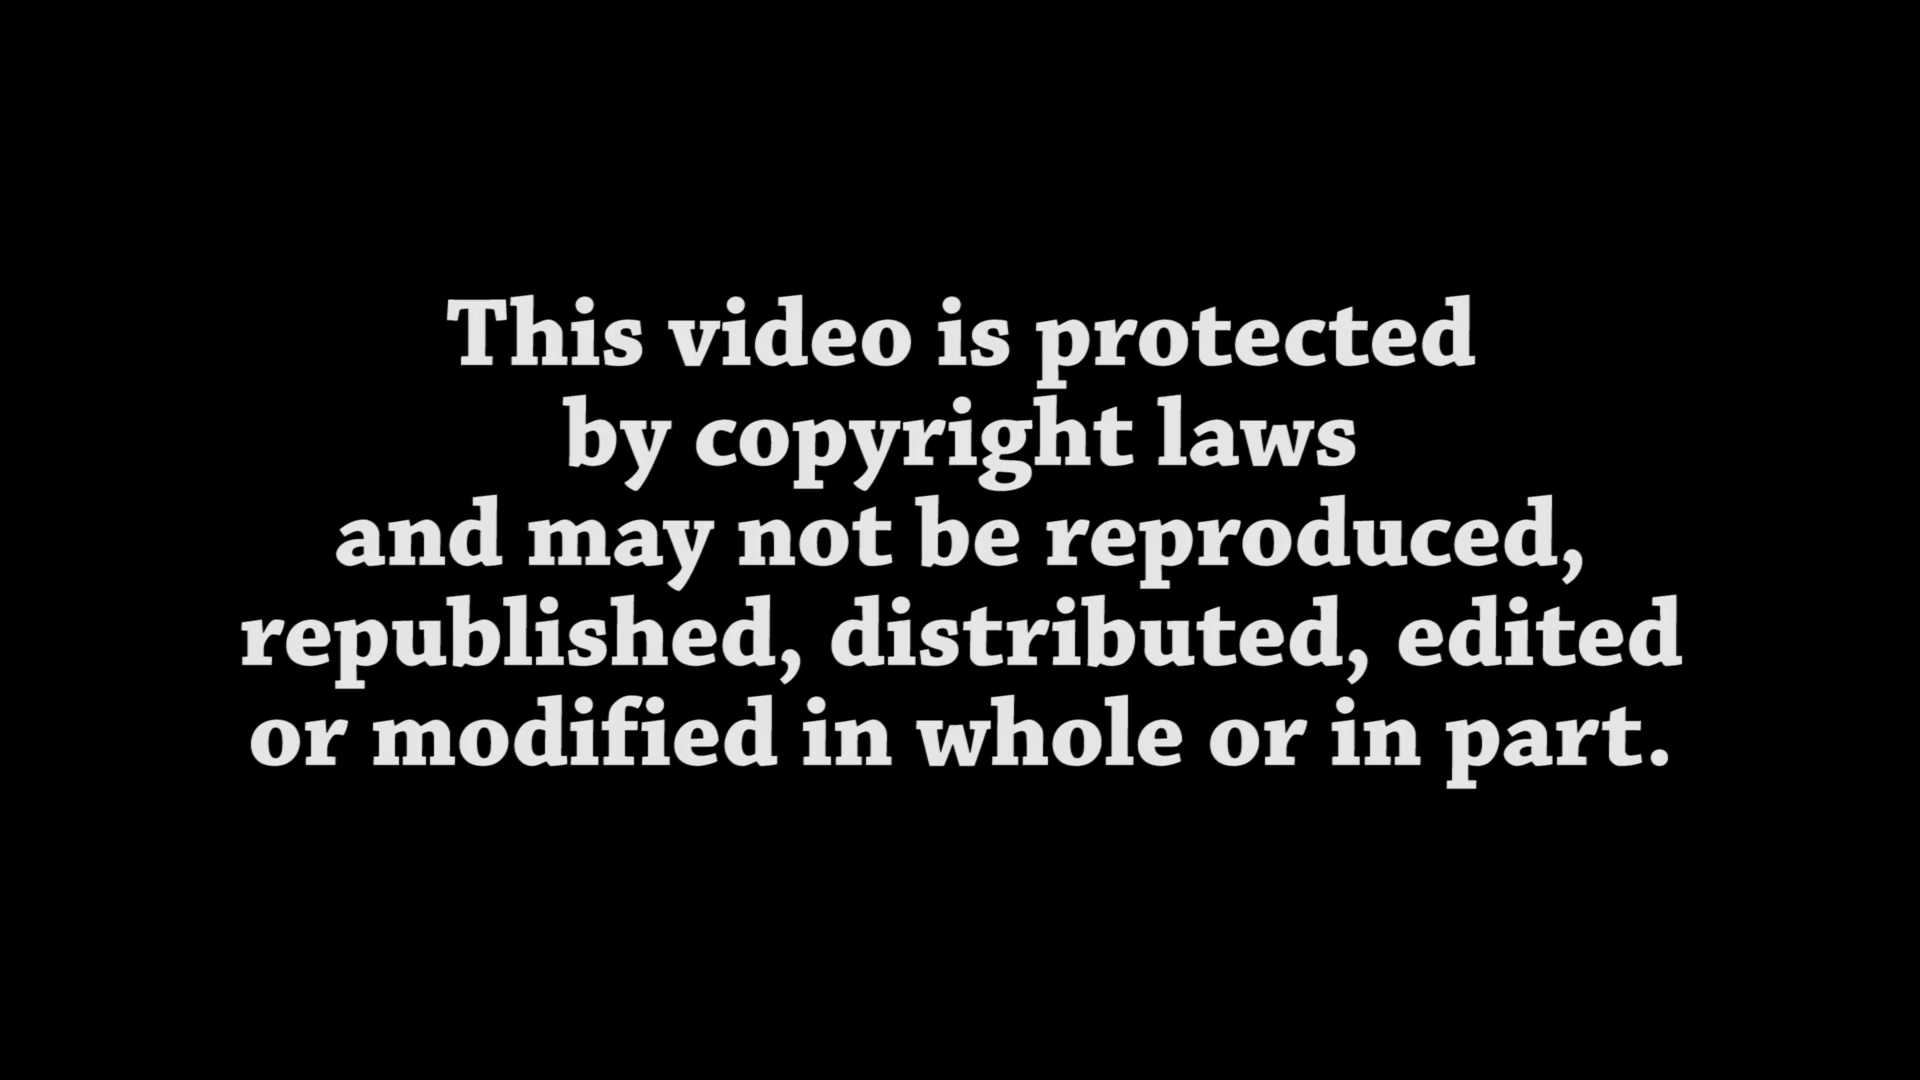 This video is protected
by copyright laws
and may not be reproduced,
republished, distributed, edited
or modified in whole or in part.